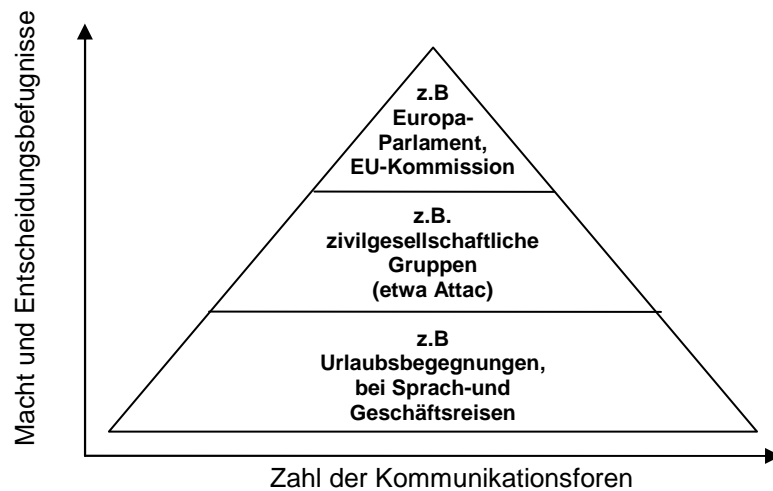 Macht und Entscheidungsbefugnisse
z.B
Europa-
Parlament,
EU-Kommission
z.B.
zivilgesellschaftliche
Gruppen
(etwa Attac)
z.B
Urlaubsbegegnungen,
bei Sprach-und
Geschäftsreisen
Zahl der Kommunikationsforen